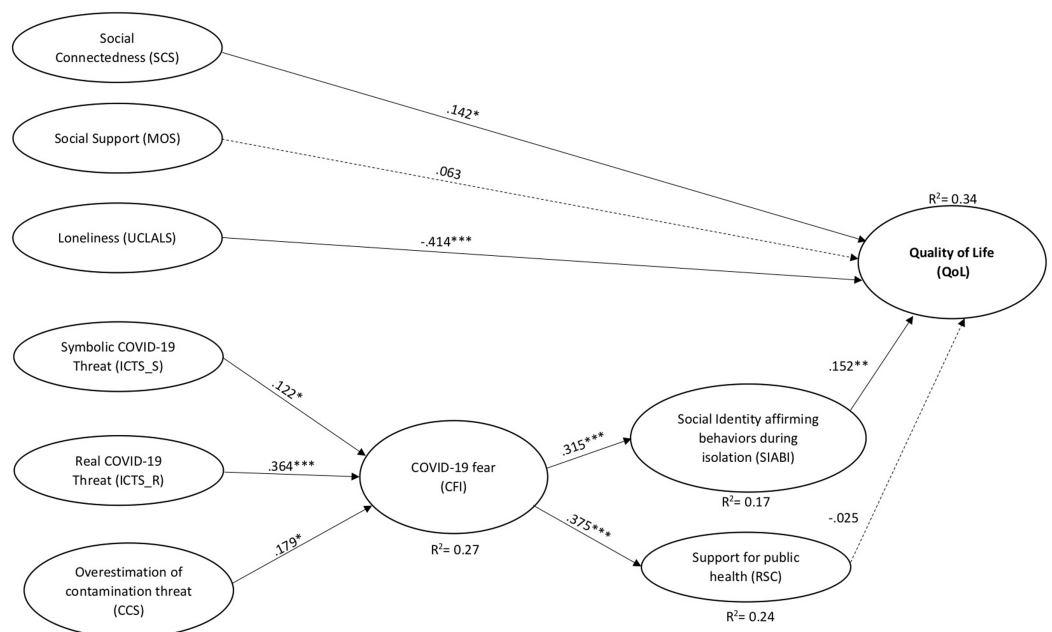 Social
Connectedness (SCS)
.142*
Social Support (MOS)
.063
R²= 0.34
Loneliness (UCLALS)
-.414***
Quality of Life
(QoL)
Symbolic COVID-19
Threat (ICTS_S)
.122*
.152**
Social Identity affirming
behaviors during
isolation (SIABI)
R²= 0.17
.315***
Real COVID-19
Threat (ICTS_R)
.364***
COVID-19 fear
(CFI)
R²= 0.27
.375***
-.025
.179*
Support for public
health (RSC)
R²= 0.24
Overestimation of
contamination threat
(CCS)